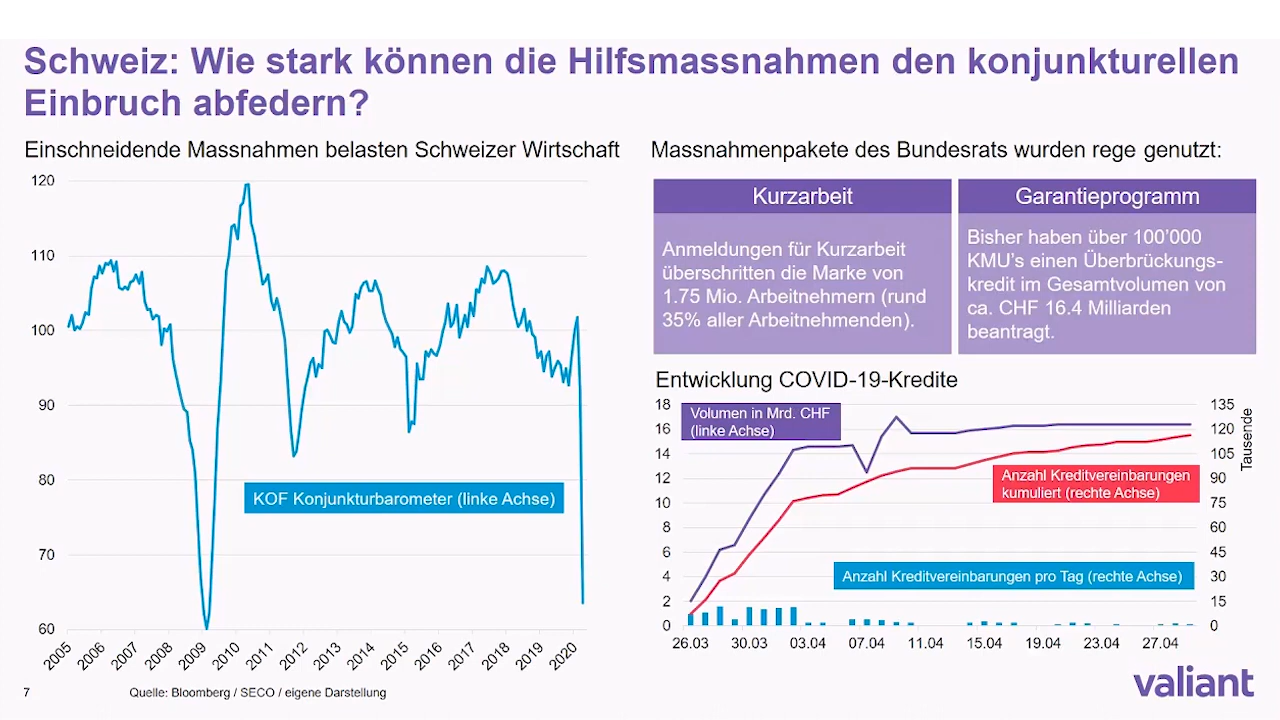 Schweiz: Wie stark können die Hilfsmassnahmen den konjunkturellen
Einbruch abfedern?
Einschneidende Massnahmen belasten Schweizer Wirtschaft
120
110
100
90
80
70
60
KOF Konjunkturbarometer (linke Achse)
2005
2006
2007
2008
2009
2010
2011
2012
2013
2014
2015
2016
2017
2018
2019
2020
Massnahmenpakete des Bundesrats wurden rege genutzt:
Kurzarbeit
Anmeldungen für Kurzarbeit
überschritten die Marke von
1.75 Mio. Arbeitnehmern (rund
35% aller Arbeitnehmenden).
Garantieprogramm
Bisher haben über 100'000
KMU's einen Überbrückungs-
kredit im Gesamtvolumen von
ca. CHF 16.4 Milliarden
beantragt.
Entwicklung COVID-19-Kredite
18
16
14
12
10
8
6
4
2
0
Volumen in Mrd. CHF
(linke Achse)
Anzahl Kreditvereinbarungen
kumuliert (rechte Achse)
Anzahl Kreditvereinbarungen pro Tag (rechte Achse)
135
120
105
90
75
60
45
30
15
0
Tausende
26.03
30.03
03.04
07.04
11.04
15.04
19.04
23.04
27.04
7
Quelle: Bloomberg / SECO / eigene Darstellung
valiant